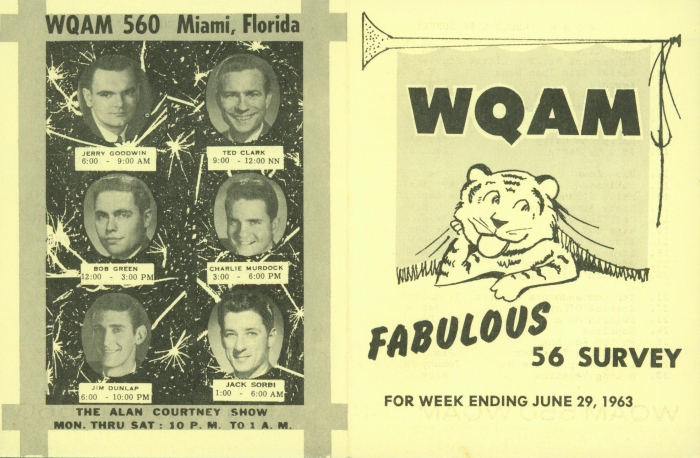 WQAM 560 Miami, Florida
JERRY GOODWIN
6:00 - 9:00 AM
TED CLARK
9:00 - 12:00 NN
BOB GREEN
12:00 - 3:00 PM
CHARLIE MURDOCK
3:00 - 6:00 PM
JIM DUNLAP
6:00 - 10:00 PM
JACK SORBI
1:00 - 6:00 AM
THE ALAN COURTNEY SHOW
MON. THRU SAT : 10 P. M. TO 1 A. M.
WQAM
FABULOUS
56 SURVEY
FOR WEEK ENDING JUNE 29, 1963